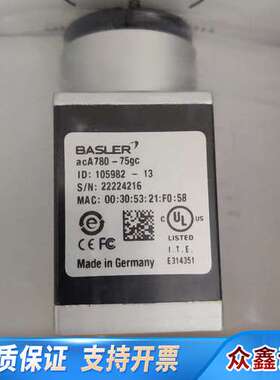 BASLER
acA780-75gc
ID: 105982 - 13
S/N: 22224216
MAC: 00:30:53:21:F0:5B
FC
CE
C UL US
LISTED
I.T.E.
E314351
Made in Germany
质保证 支持开票 众鑫